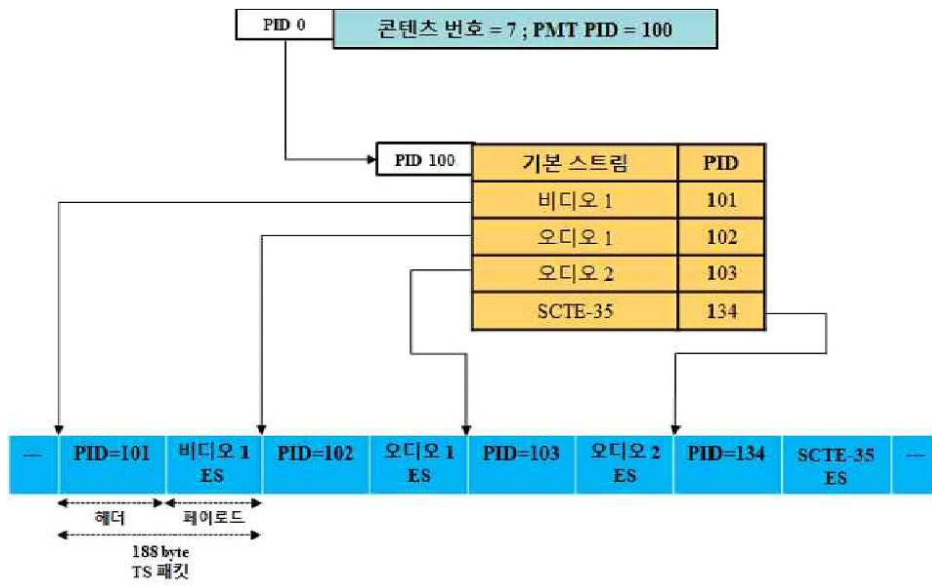 PID 0 콘텐츠 번호 = 7 ; PMT PID = 100
PID 100 기본 스트림 PID
비디오 1 101
오디오 1 102
오디오 2 103
SCTE-35 134
--- PID=101 비디오 1 ES PID=102 오디오 1 ES PID=103 오디오 2 ES PID=134 SCTE-35 ES ---
헤더 페이로드
188 byte
TS 패킷